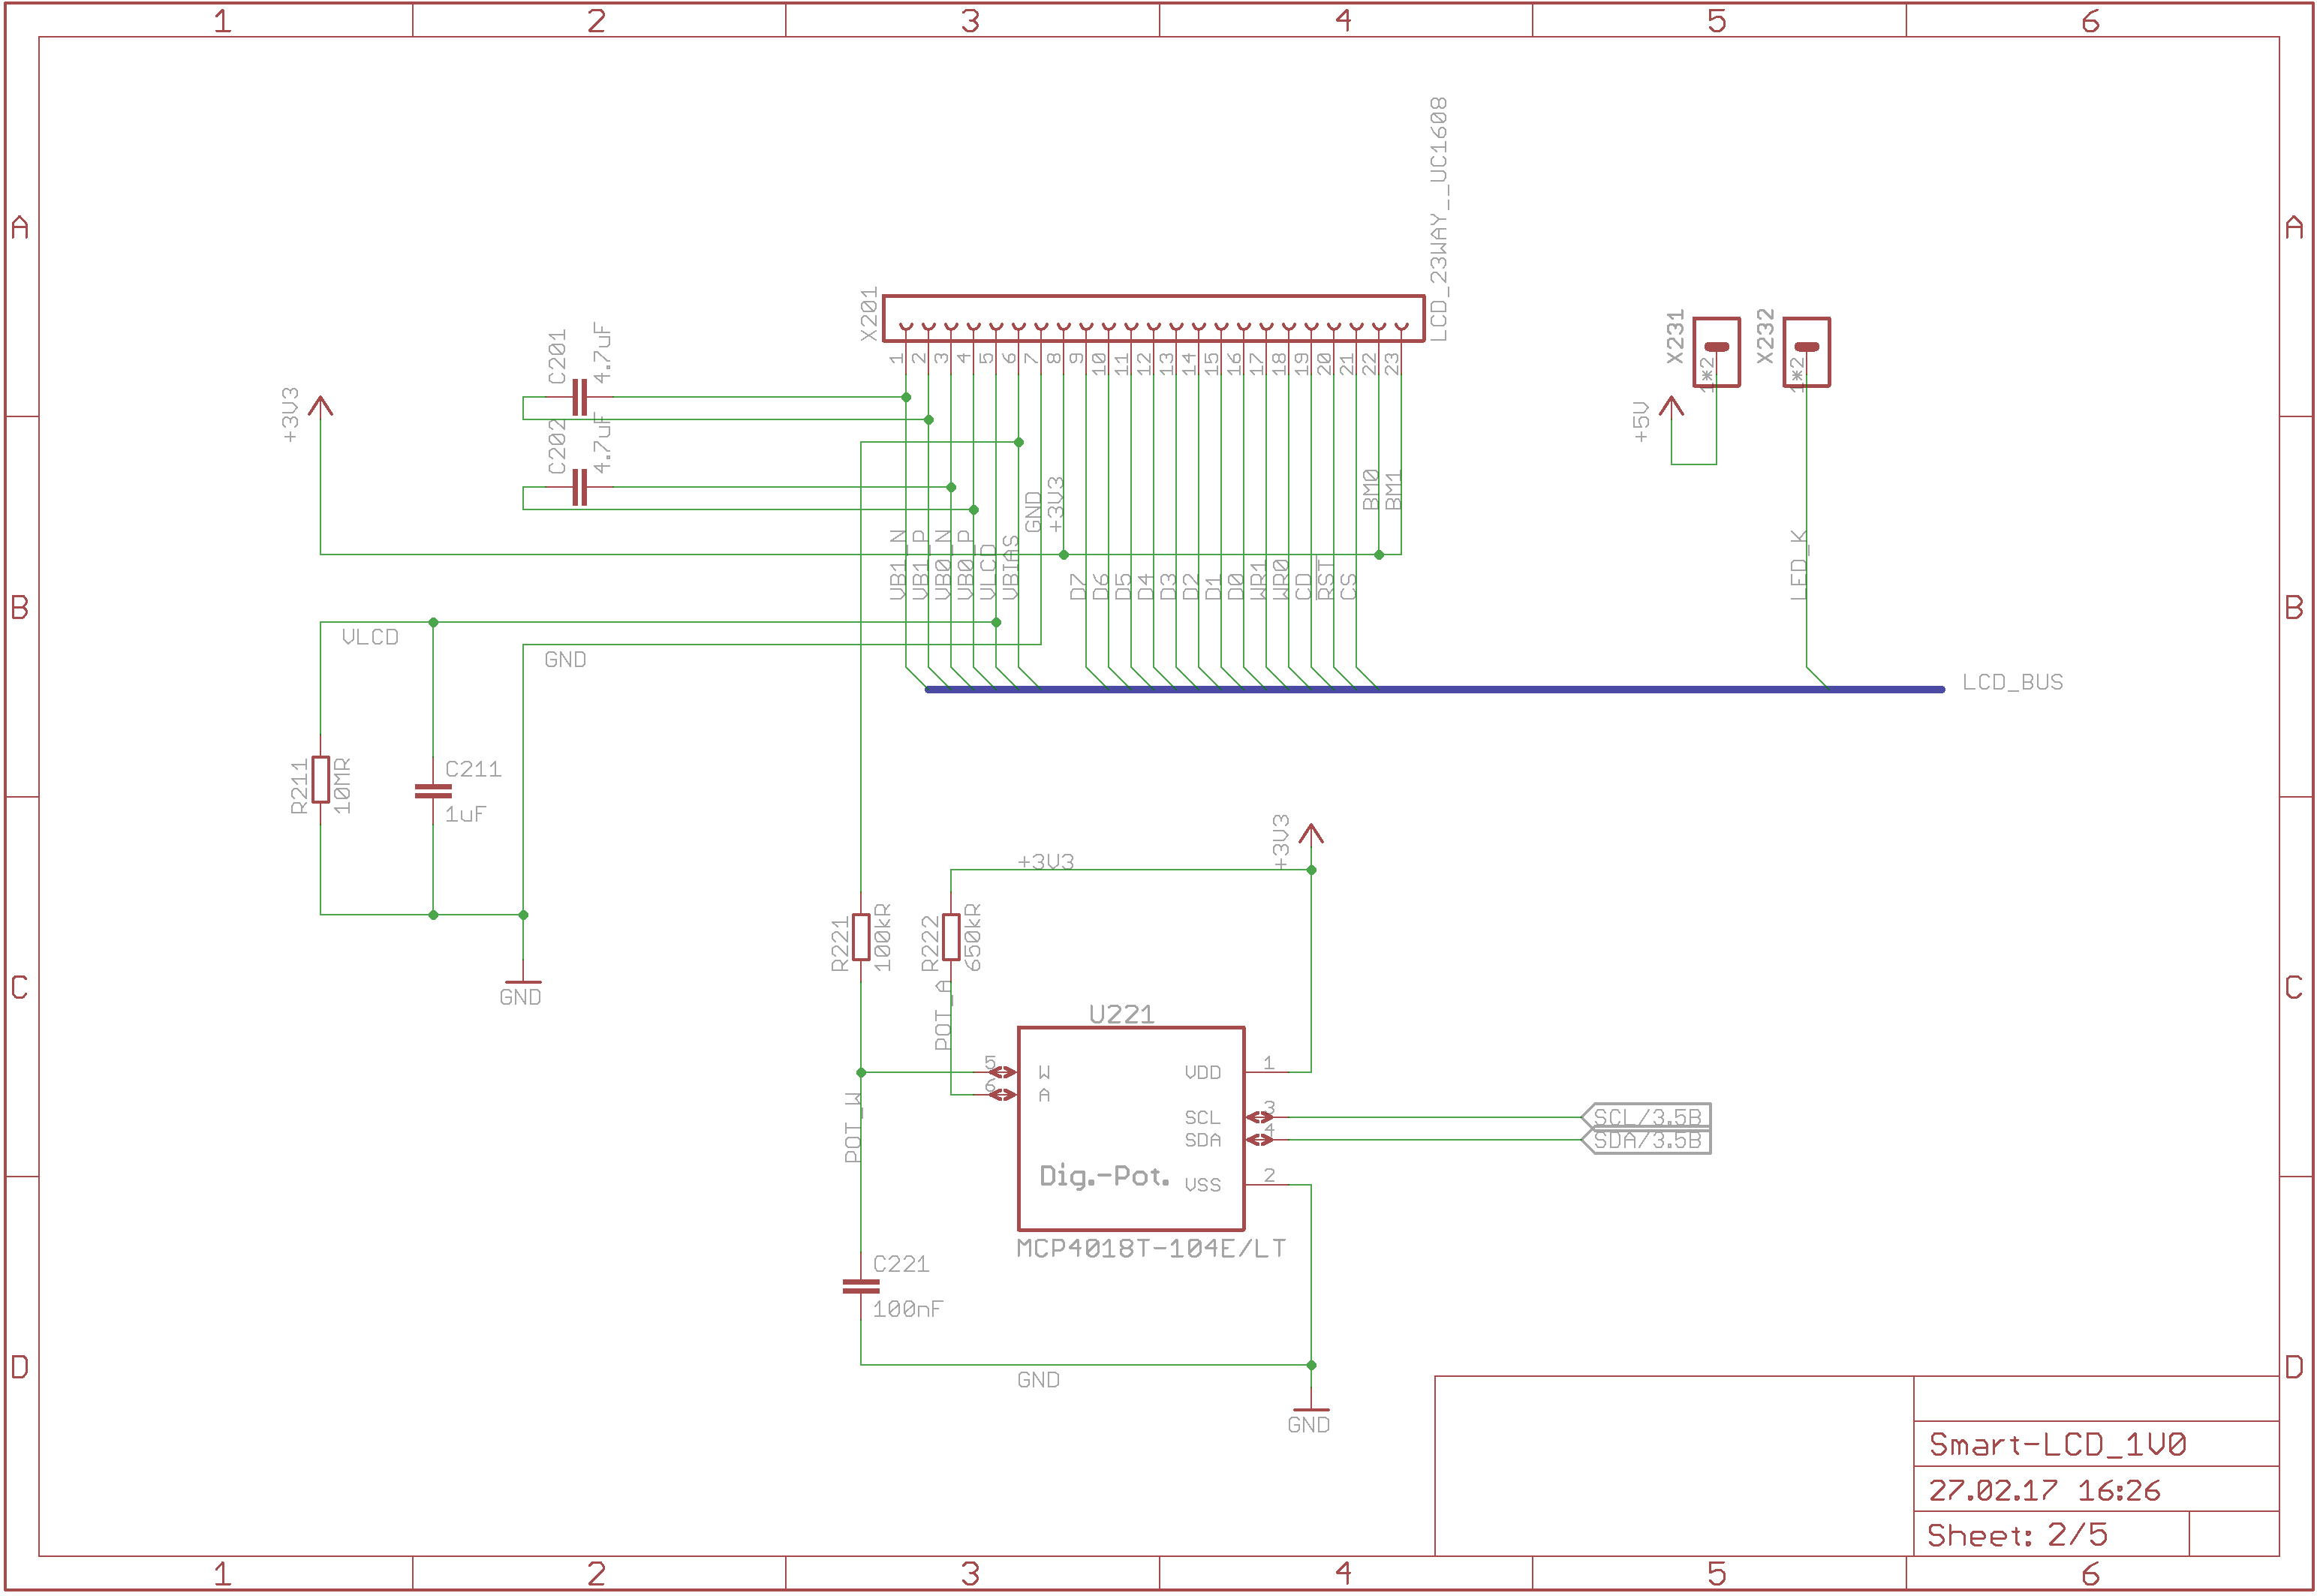 1 2 3 4 5 6
A A
B B
C C
D D
LCD_23WAY__UC1608
X201
1 2 3 4 5 6 7 8 9 10 11 12 13 14 15 16 17 18 19 20 21 22 23
C201
4.7uF
C202
4.7uF
+3V3
X231
1*2
X232
1*2
+5V
GND
+3V3
BM0
BM1
VB1_N
VB1_P
VB0_N
VB0_P
VLCD
VBIAS
D7
D6
D5
D4
D3
D2
D1
D0
WR1
WR0
CD
RST
CS
LED_K
VLCD
GND
LCD_BUS
R211
10MR
C211
1uF
GND
+3V3
+3V3
R221
100kR
R222
650kR
POT_A
U221
5 W VDD 1
6 A
SCL 3 SCL/3.5B
SDA 4 SDA/3.5B
Dig.-Pot. VSS 2
POT_W
MCP4018T-104E/LT
C221
100nF
GND
GND
Smart-LCD_1V0
27.02.17 16:26
Sheet: 2/5
1 2 3 4 5 6